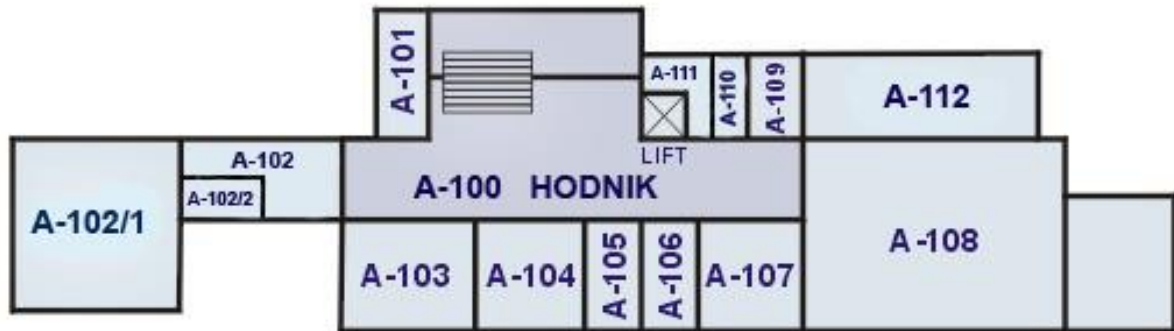 A-101
A-111
A-110
A-109
A-112
LIFT
A-102
A-102/2
A-102/1
A-100 HODNIK
A-103
A-104
A-105
A-106
A-107
A-108